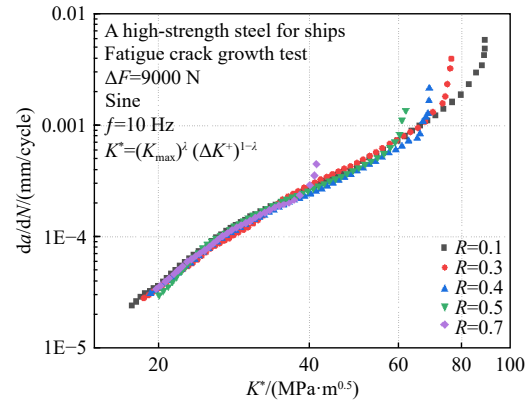 A high-strength steel for ships
Fatigue crack growth test
ΔF=9000 N
Sine
f=10 Hz
K*=(Kmax)^λ (ΔK⁺)^1−λ
da/dN/(mm/cycle)
0.01
0.001
1E−4
1E−5
R=0.1
R=0.3
R=0.4
R=0.5
R=0.7
20
40
60
80
100
K*/(MPa·m^0.5)